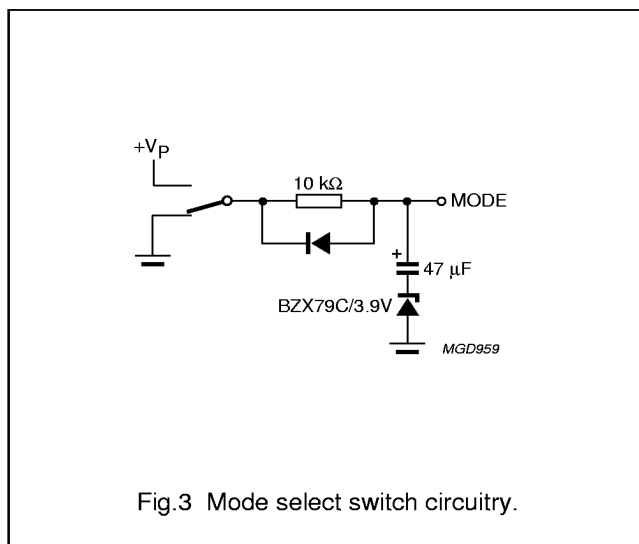 +VP
10 kΩ
MODE
+
47 μF
BZX79C/3.9V
MGD959
Fig.3 Mode select switch circuitry.